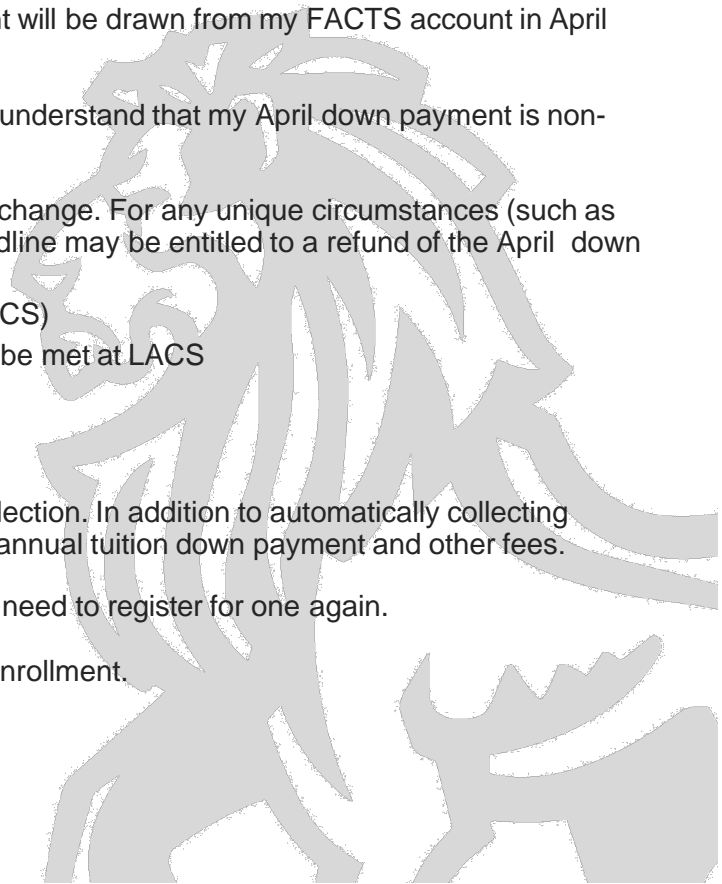 t will be drawn from my FACTS account in April
understand that my April down payment is non-
change. For any unique circumstances (such as
dline may be entitled to a refund of the April down
CS)
be met at LACS
lection. In addition to automatically collecting
annual tuition down payment and other fees.
need to register for one again.
nrollment.